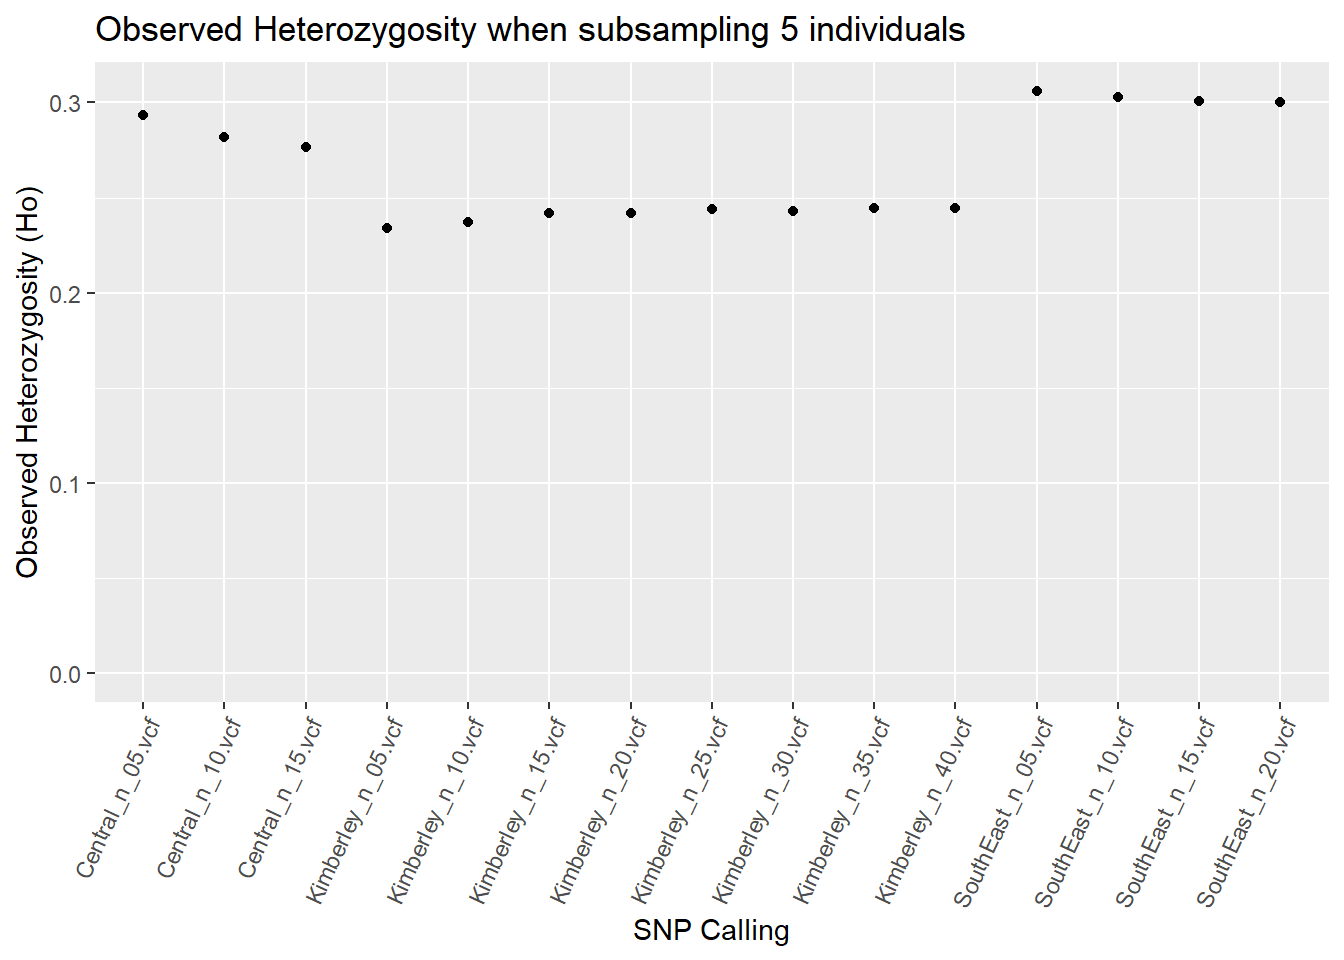 Observed Heterozygosity when subsampling 5 individuals
Observed Heterozygosity (Ho)
0.3
0.2
0.1
0.0
Central_n_05.vcf
Central_n_10.vcf
Central_n_15.vcf
Kimberley_n_05.vcf
Kimberley_n_10.vcf
Kimberley_n_15.vcf
Kimberley_n_20.vcf
Kimberley_n_25.vcf
Kimberley_n_30.vcf
Kimberley_n_35.vcf
Kimberley_n_40.vcf
SouthEast_n_05.vcf
SouthEast_n_10.vcf
SouthEast_n_15.vcf
SouthEast_n_20.vcf
SNP Calling